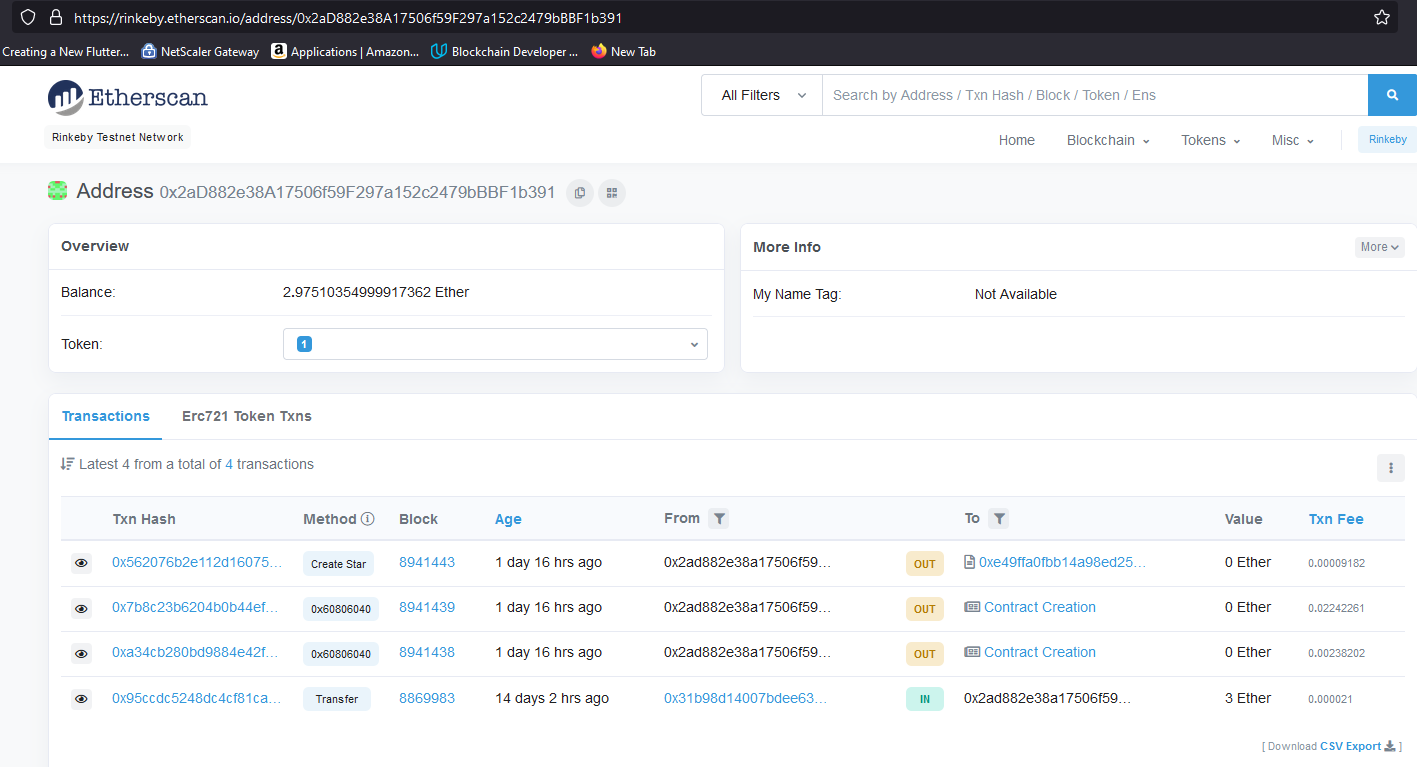 https://rinkeby.etherscan.io/address/0x2aD882e38A17506f59F297a152c2479bBBF1b391
Creating a New Flutter... NetScaler Gateway Applications | Amazon... Blockchain Developer ... New Tab
Etherscan
All Filters Search by Address / Txn Hash / Block / Token / Ens
Rinkeby Testnet Network
Home Blockchain Tokens Misc Rinkeby
Address 0x2aD882e38A17506f59F297a152c2479bBBF1b391
Overview
Balance: 2.97510354999917362 Ether
Token: 1
More Info More
My Name Tag: Not Available
Transactions Erc721 Token Txns
Latest 4 from a total of 4 transactions
Txn Hash Method Block Age From To Value Txn Fee
0x562076b2e112d16075... Create Star 8941443 1 day 16 hrs ago 0x2ad882e38a17506f59... OUT 0xe49ffa0fbb14a98ed25... 0 Ether 0.00009182
0x7b8c23b6204b0b44ef... 0x60806040 8941439 1 day 16 hrs ago 0x2ad882e38a17506f59... OUT Contract Creation 0 Ether 0.02242261
0xa34cb280bd9884e42f... 0x60806040 8941438 1 day 16 hrs ago 0x2ad882e38a17506f59... OUT Contract Creation 0 Ether 0.00238202
0x95ccdc5248dc4cf81ca... Transfer 8869983 14 days 2 hrs ago 0x31b98d14007bdee63... IN 0x2ad882e38a17506f59... 3 Ether 0.000021
[ Download CSV Export ]